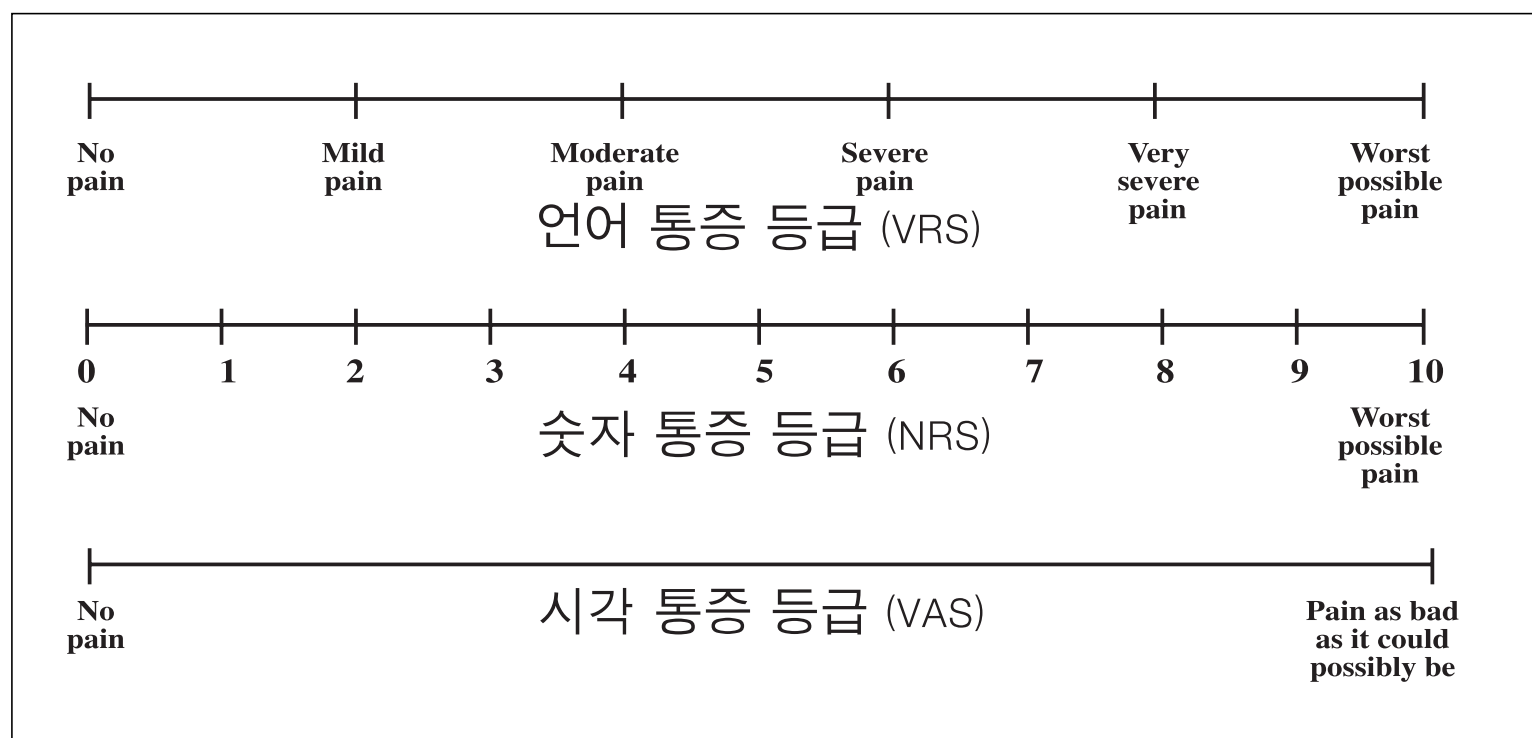 No Mild Moderate Severe Very Worst
pain pain pain pain severe possible
pain pain
언어 통증 등급 (VRS)
0 1 2 3 4 5 6 7 8 9 10
No Worst
pain possible
pain
숫자 통증 등급 (NRS)
No Pain as bad
pain as it could
possibly be
시각 통증 등급 (VAS)